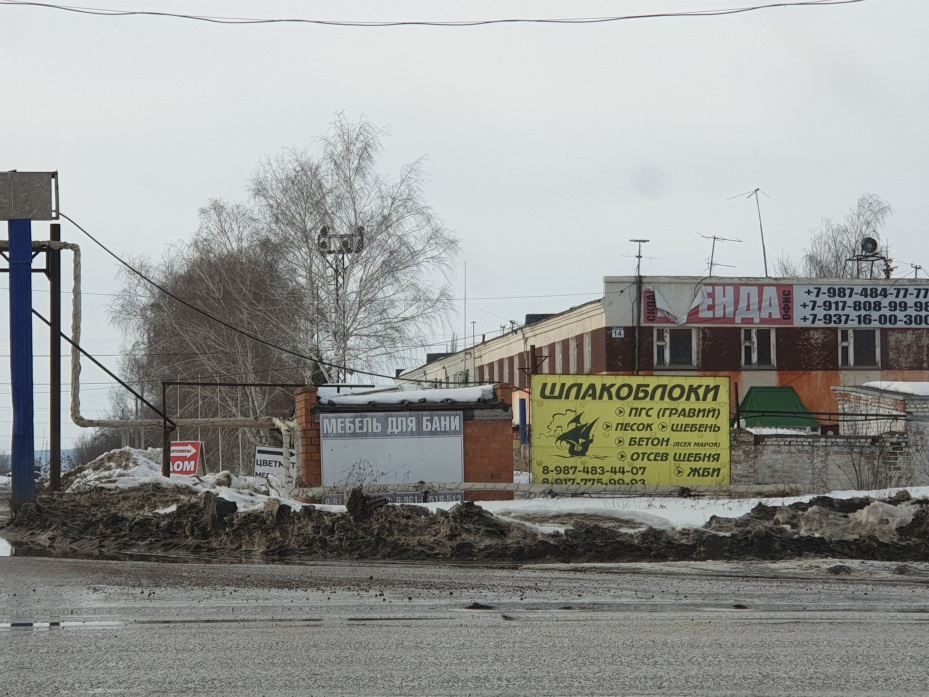 ЕНДА
ОФИС
+7-987-484-77-77
+7-917-808-99-98
+7-937-16-00-300
14
ШЛАКОБЛОКИ
ПГС (ГРАВИЙ)
ПЕСОК ЩЕБЕНЬ
БЕТОН (ВСЕХ МАРОК)
ОТСЕВ ЩЕБНЯ
ЖБИ
8-987-483-44-07
8-917-775-99-93
МЕБЕЛЬ ДЛЯ БАНИ
ЛОМ